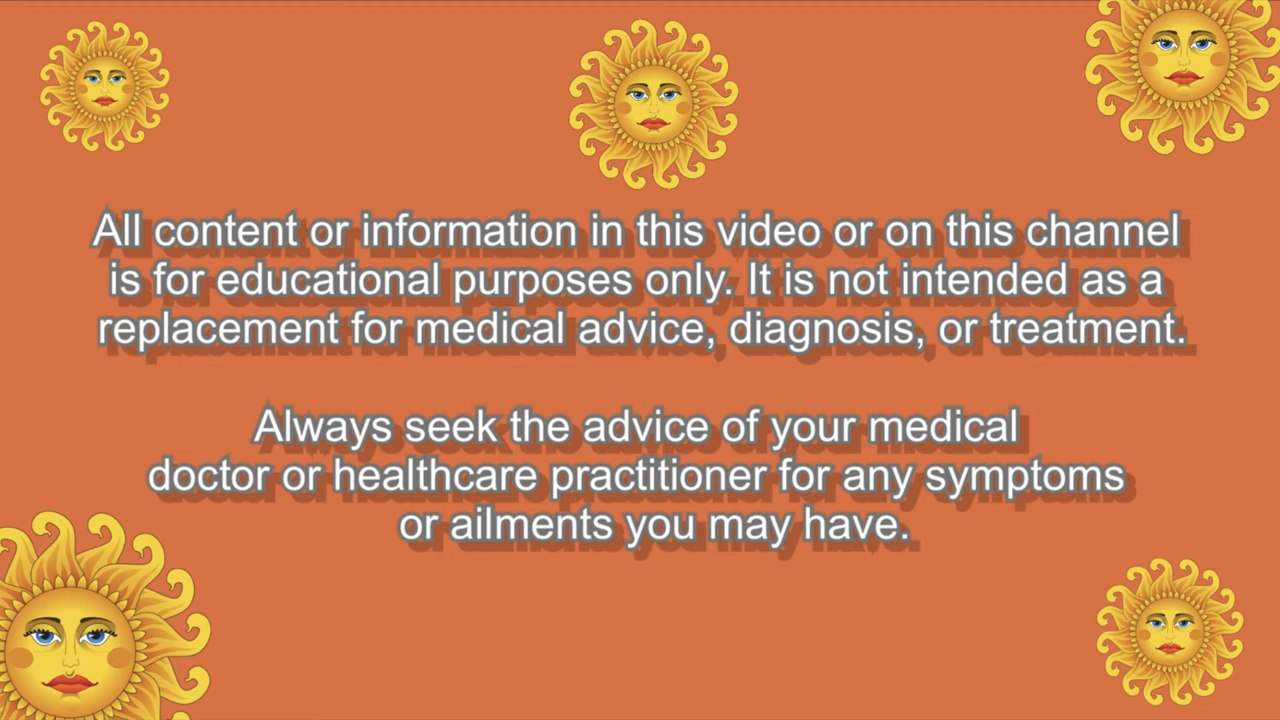 All content or information in this video or on this channel
is for educational purposes only. It is not intended as a
replacement for medical advice, diagnosis, or treatment.
Always seek the advice of your medical
doctor or healthcare practitioner for any symptoms
or ailments you may have.